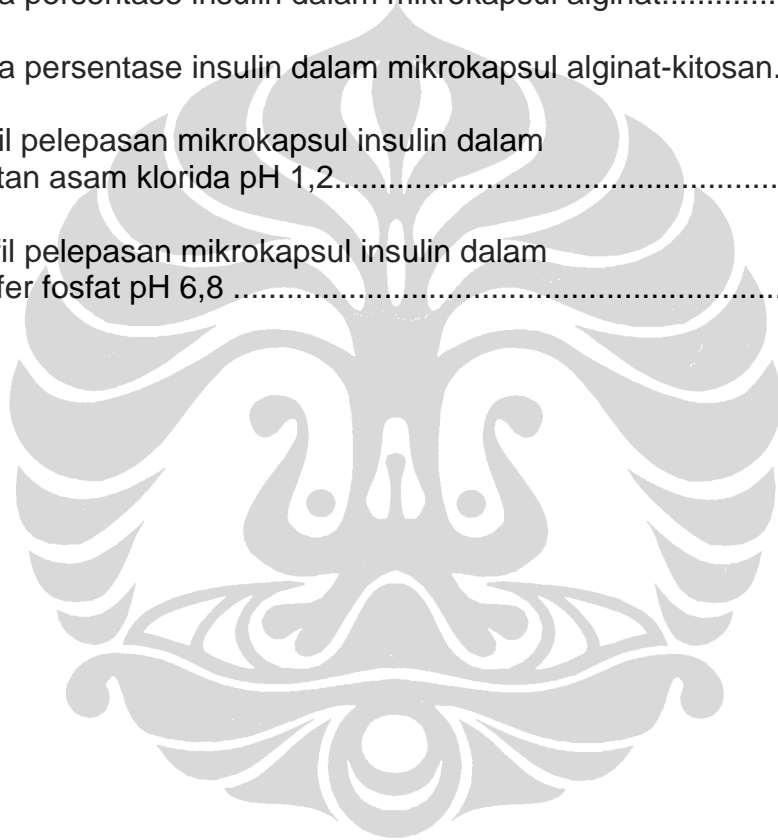 a persentase insulin dalam mikrokapsul alginat..............
a persentase insulin dalam mikrokapsul alginat-kitosan.
il pelepasan mikrokapsul insulin dalam
tan asam klorida pH 1,2.....................................................
fil pelepasan mikrokapsul insulin dalam
fer fosfat pH 6,8 ..................................................................